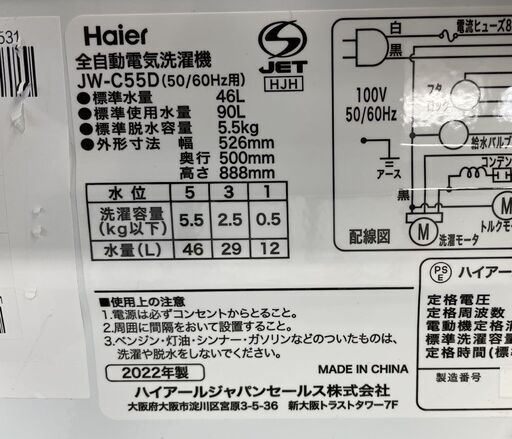 531
Haier
全自動電気洗濯機
JW-C55D(50/60Hz用)
●標準水量 46L
●標準使用水量 90L
●標準脱水容量 5.5kg
●外形寸法 幅 526mm
奥行 500mm
高さ 888mm
S
JET
HJH
水位 5 3 1
洗濯容量(kg以下) 5.5 2.5 0.5
水量(L) 46 29 12
白
黒
電流ヒューズ8
100V
50/60Hz
フタ
ロック
給水バルブ
コンデン
アース
黒
M
洗濯モータ
M
トルクモ
配線図
■使用上の注意
1.電源は必ずコンセントからとること。
2.周囲に間隔をおいて設置すること。
3.ベンジン・灯油・シンナー・ガソリンなどのついたものは、
洗濯や脱水をしないでください。
2022年製
MADE IN CHINA
ハイアールジャパンセールス株式会社
大阪府大阪市淀川区宮原3-5-36 新大阪トラストタワー7F
PSE
ハイアー
定格電圧
定格周波数
電動機定格消
標準洗濯容量
定格時間(標
製造番号